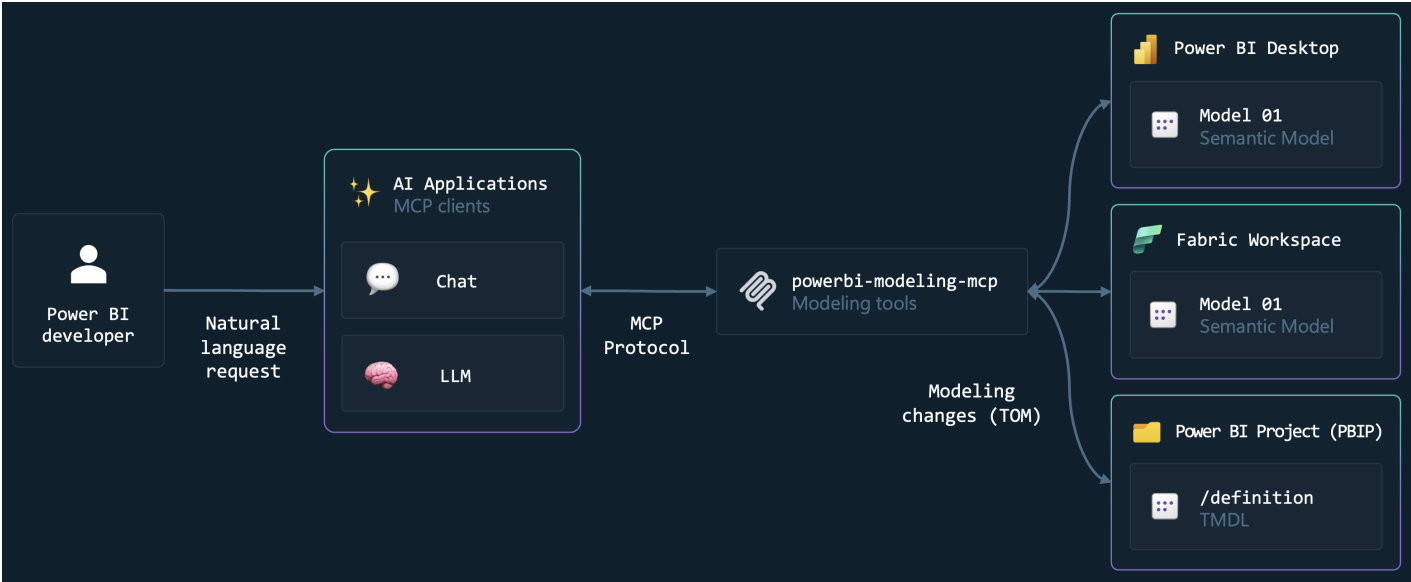 Power BI
developer
Natural
language
request
AI Applications
MCP clients
Chat
LLM
MCP
Protocol
powerbi-modeling-mcp
Modeling tools
Modeling
changes (TOM)
Power BI Desktop
Model 01
Semantic Model
Fabric Workspace
Model 01
Semantic Model
Power BI Project (PBIP)
/definition
TMDL